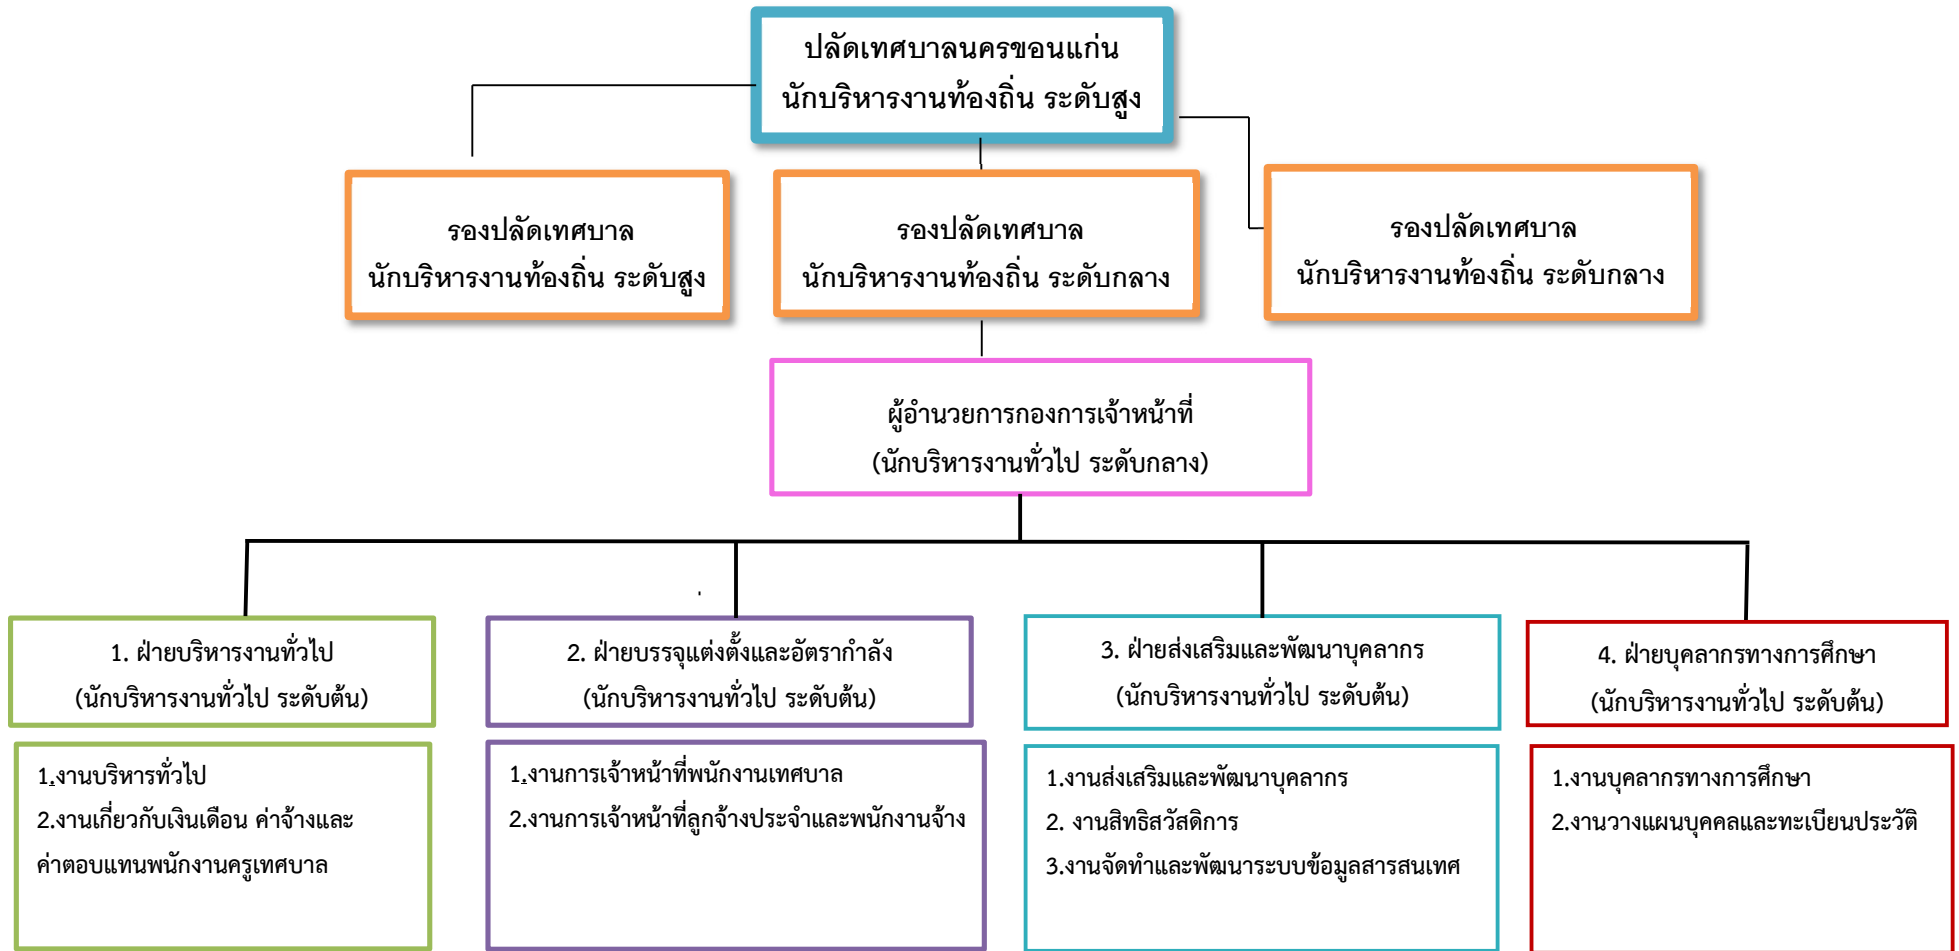 ปลัดเทศบาลนครขอนแก่น
นักบริหารงานท้องถิ่น ระดับสูง
รองปลัดเทศบาล
นักบริหารงานท้องถิ่น ระดับสูง
รองปลัดเทศบาล
นักบริหารงานท้องถิ่น ระดับกลาง
รองปลัดเทศบาล
นักบริหารงานท้องถิ่น ระดับกลาง
ผู้อำนวยการกองการเจ้าหน้าที่
(นักบริหารงานทั่วไป ระดับกลาง)
1. ฝ่ายบริหารงานทั่วไป
(นักบริหารงานทั่วไป ระดับต้น)
1.งานบริหารทั่วไป
2.งานเกี่ยวกับเงินเดือน ค่าจ้างและ
ค่าตอบแทนพนักงานครูเทศบาล
2. ฝ่ายบรรจุแต่งตั้งและอัตรากำลัง
(นักบริหารงานทั่วไป ระดับต้น)
1.งานการเจ้าหน้าที่พนักงานเทศบาล
2.งานการเจ้าหน้าที่ลูกจ้างประจำและพนักงานจ้าง
3. ฝ่ายส่งเสริมและพัฒนาบุคลากร
(นักบริหารงานทั่วไป ระดับต้น)
1.งานส่งเสริมและพัฒนาบุคลากร
2. งานสิทธิสวัสดิการ
3.งานจัดทำและพัฒนาระบบข้อมูลสารสนเทศ
4. ฝ่ายบุคลากรทางการศึกษา
(นักบริหารงานทั่วไป ระดับต้น)
1.งานบุคลากรทางการศึกษา
2.งานวางแผนบุคคลและทะเบียนประวัติ